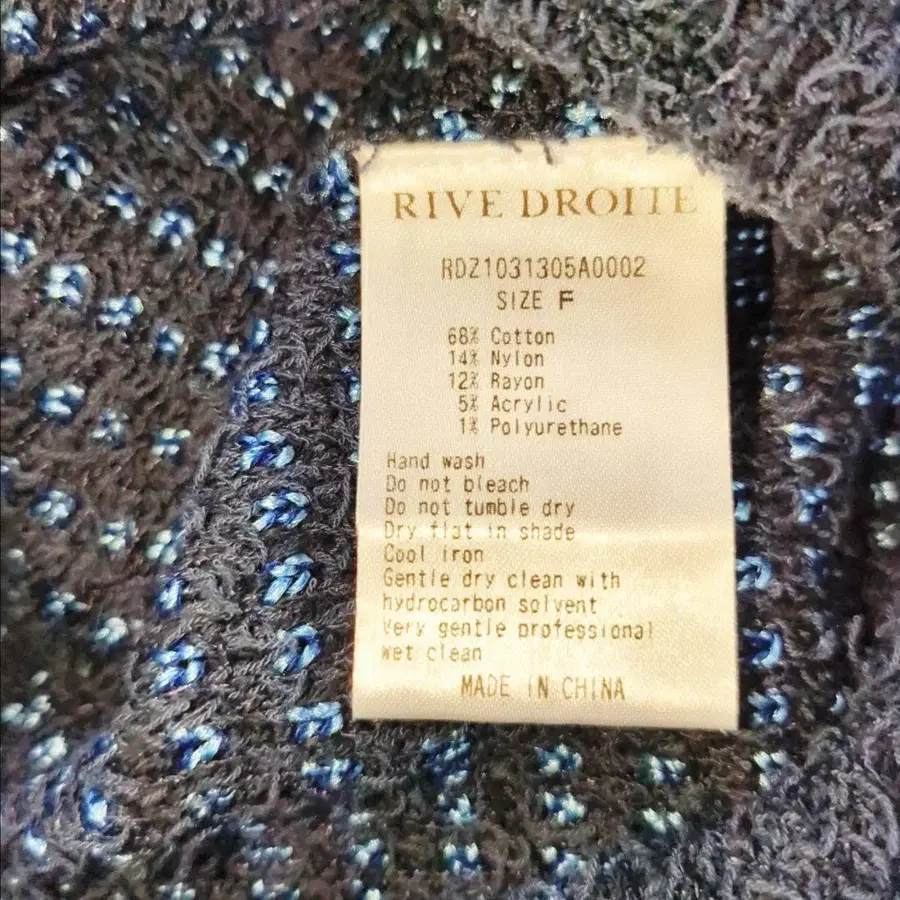 RIVE DROITE
RDZ1031305A0002
SIZE F
68% Cotton
14% Nylon
12% Rayon
5% Acrylic
1% Polyurethane
Hand wash
Do not bleach
Do not tumble dry
Dry flat in shade
Cool iron
Gentle dry clean with
hydrocarbon solvent
Very gentle professional
wet clean
MADE IN CHINA